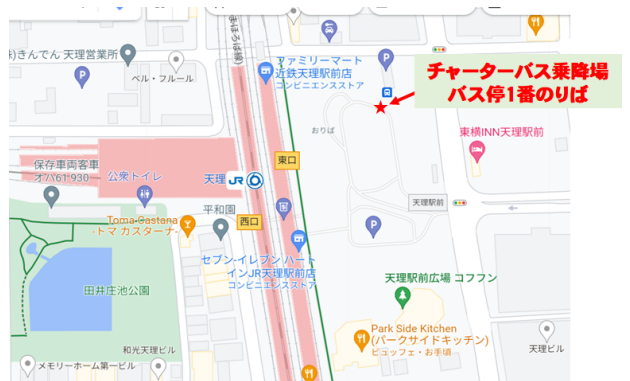 ファミリーマート
近鉄天理駅前店
コンビニエンスストア
チャーターバス乗降場
バス停1番のりば
きんでん 天理営業所
ベル・フルール
おりば
東横INN天理駅前
東口
保存車両客車
オハ61 930
公衆トイレ
天理
JR
天理駅前
Toma Castana
-トマ カスターナ-
平和園
西口
セブン-イレブン ハート
インJR天理駅前店
コンビニエンスストア
天理駅前広場 コフフン
田井庄池公園
Park Side Kitchen
(パークサイドキッチン)
ビュッフェ・お手頃
和光天理ビル
天理ビル
メモリーホーム第一ビル
P
P
P
P